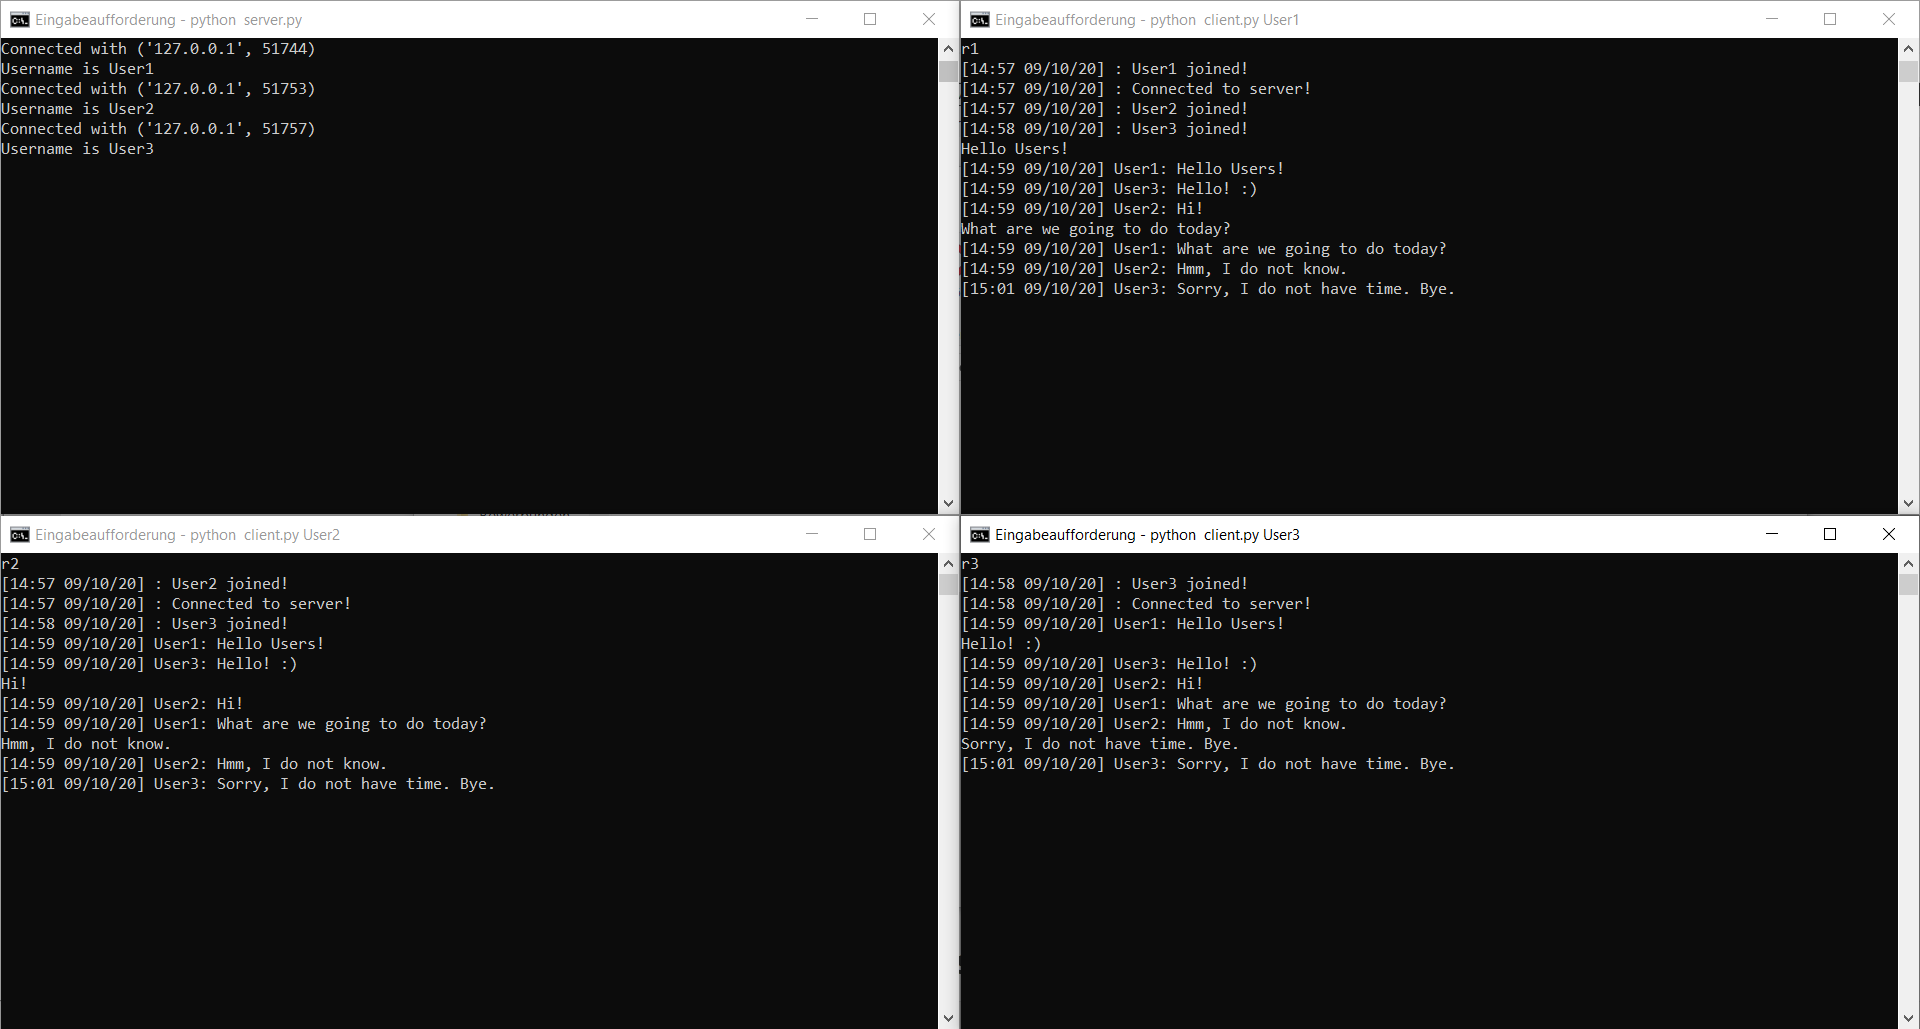 Eingabeaufforderung - python  server.py
Connected with ('127.0.0.1', 51744)
Username is User1
Connected with ('127.0.0.1', 51753)
Username is User2
Connected with ('127.0.0.1', 51757)
Username is User3
Eingabeaufforderung - python  client.py User1
r1
[14:57 09/10/20] : User1 joined!
[14:57 09/10/20] : Connected to server!
[14:57 09/10/20] : User2 joined!
[14:58 09/10/20] : User3 joined!
Hello Users!
[14:59 09/10/20] User1: Hello Users!
[14:59 09/10/20] User3: Hello! :)
[14:59 09/10/20] User2: Hi!
What are we going to do today?
[14:59 09/10/20] User1: What are we going to do today?
[14:59 09/10/20] User2: Hmm, I do not know.
[15:01 09/10/20] User3: Sorry, I do not have time. Bye.
Eingabeaufforderung - python  client.py User2
r2
[14:57 09/10/20] : User2 joined!
[14:57 09/10/20] : Connected to server!
[14:58 09/10/20] : User3 joined!
[14:59 09/10/20] User1: Hello Users!
[14:59 09/10/20] User3: Hello! :)
Hi!
[14:59 09/10/20] User2: Hi!
[14:59 09/10/20] User1: What are we going to do today?
Hmm, I do not know.
[14:59 09/10/20] User2: Hmm, I do not know.
[15:01 09/10/20] User3: Sorry, I do not have time. Bye.
Eingabeaufforderung - python  client.py User3
r3
[14:58 09/10/20] : User3 joined!
[14:58 09/10/20] : Connected to server!
[14:59 09/10/20] User1: Hello Users!
Hello! :)
[14:59 09/10/20] User3: Hello! :)
[14:59 09/10/20] User2: Hi!
[14:59 09/10/20] User1: What are we going to do today?
[14:59 09/10/20] User2: Hmm, I do not know.
Sorry, I do not have time. Bye.
[15:01 09/10/20] User3: Sorry, I do not have time. Bye.